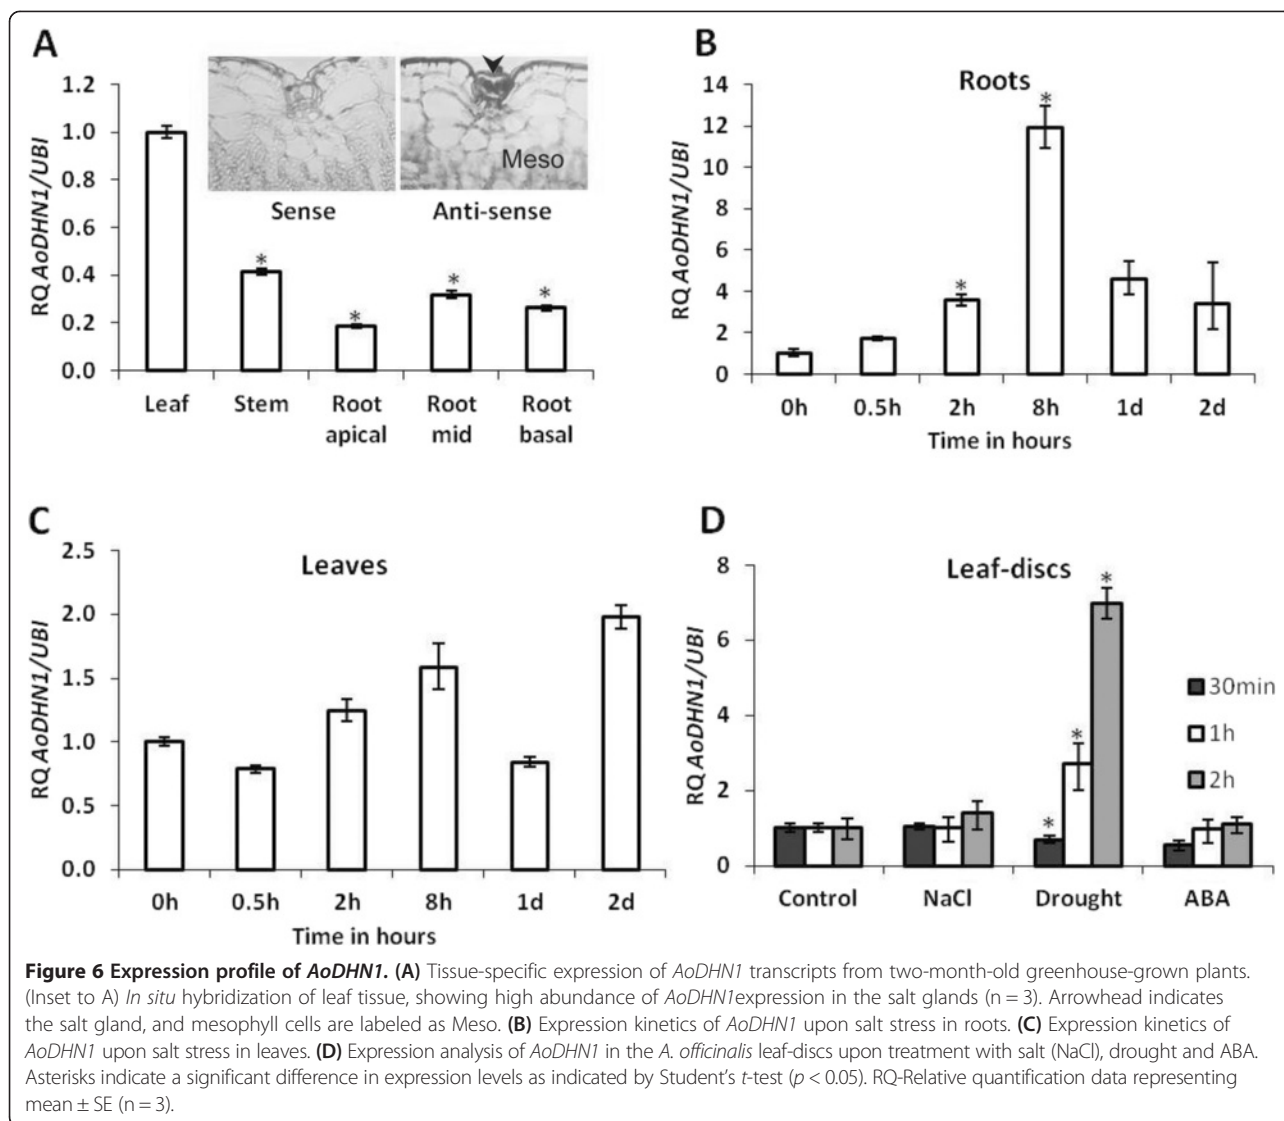 A
RQ AoDHN1/UBI
1.2
1.0
0.8
0.6
0.4
0.2
0.0
Meso
Sense
Anti-sense
*
*
*
*
Leaf
Stem
Root apical
Root mid
Root basal
B
Roots
RQ AoDHN1/UBI
14
12
10
8
6
4
2
0
*
*
0h
0.5h
2h
8h
1d
2d
Time in hours
C
Leaves
RQ AoDHN1/UBI
2.5
2.0
1.5
1.0
0.5
0.0
0h
0.5h
2h
8h
1d
2d
Time in hours
D
Leaf-discs
RQ AoDHN1/UBI
8
6
4
2
0
*
*
*
30min
1h
2h
Control
NaCl
Drought
ABA
Figure 6 Expression profile of AoDHN1. (A) Tissue-specific expression of AoDHN1 transcripts from two-month-old greenhouse-grown plants.
(Inset to A) In situ hybridization of leaf tissue, showing high abundance of AoDHN1expression in the salt glands (n = 3). Arrowhead indicates
the salt gland, and mesophyll cells are labeled as Meso. (B) Expression kinetics of AoDHN1 upon salt stress in roots. (C) Expression kinetics of
AoDHN1 upon salt stress in leaves. (D) Expression analysis of AoDHN1 in the A. officinalis leaf-discs upon treatment with salt (NaCl), drought and ABA.
Asterisks indicate a significant difference in expression levels as indicated by Student's t-test (p < 0.05). RQ-Relative quantification data representing
mean ± SE (n = 3).